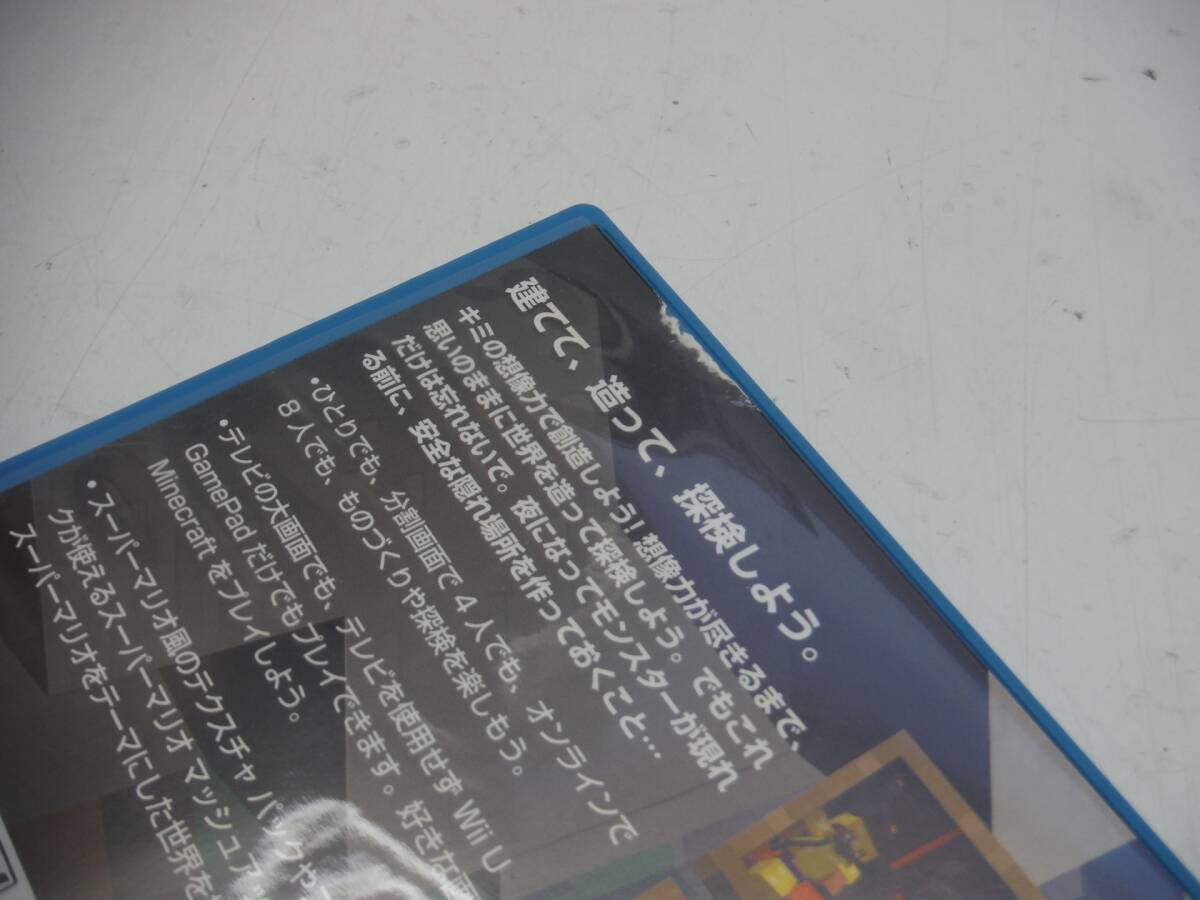 建てて、造って、探検しよう。
キミの想像力で創造しよう! 想像力が尽きるまで、
思いのままに世界を造って探検しよう。でもこれ
だけは忘れないで。夜になってモンスターが現れ
る前に、安全な隠れ場所を作っておくこと…
•ひとりでも、分割画面で4人でも、オンラインで
8人でも、ものづくりや探検を楽しもう。
•テレビの大画面でも、テレビを使用せず Wii U
GamePad だけでもプレイできます。好きな
Minecraft をプレイしよう。
•スーパーマリオ風のテクスチャ パックや
クが使えるスーパーマリオ マッシュア
スーパーマリオをテーマにした世界を